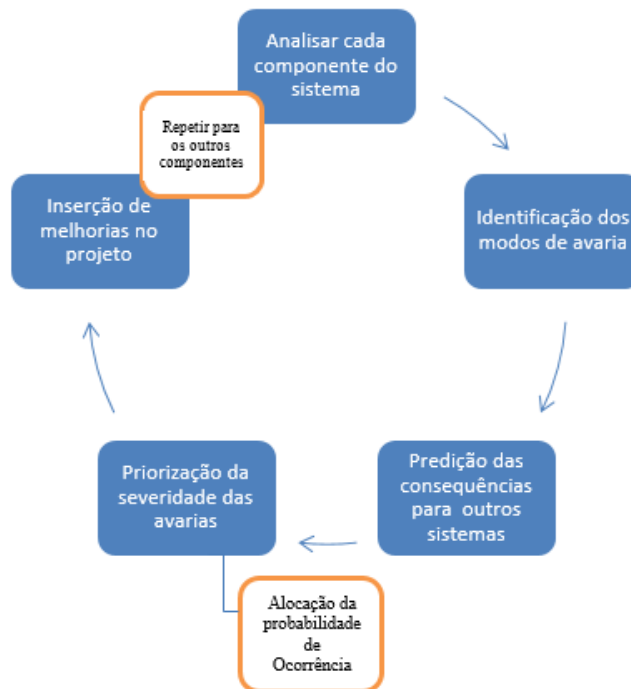 Analisar cada
componente do
sistema
Repetir para
os outros
componentes
Identificação dos
modos de avaria
Predição das
consequências
para outros
sistemas
Priorização da
severidade das
avarias
Alocação da
probabilidade
de
Ocorrência
Inserção de
melhorias no
projeto